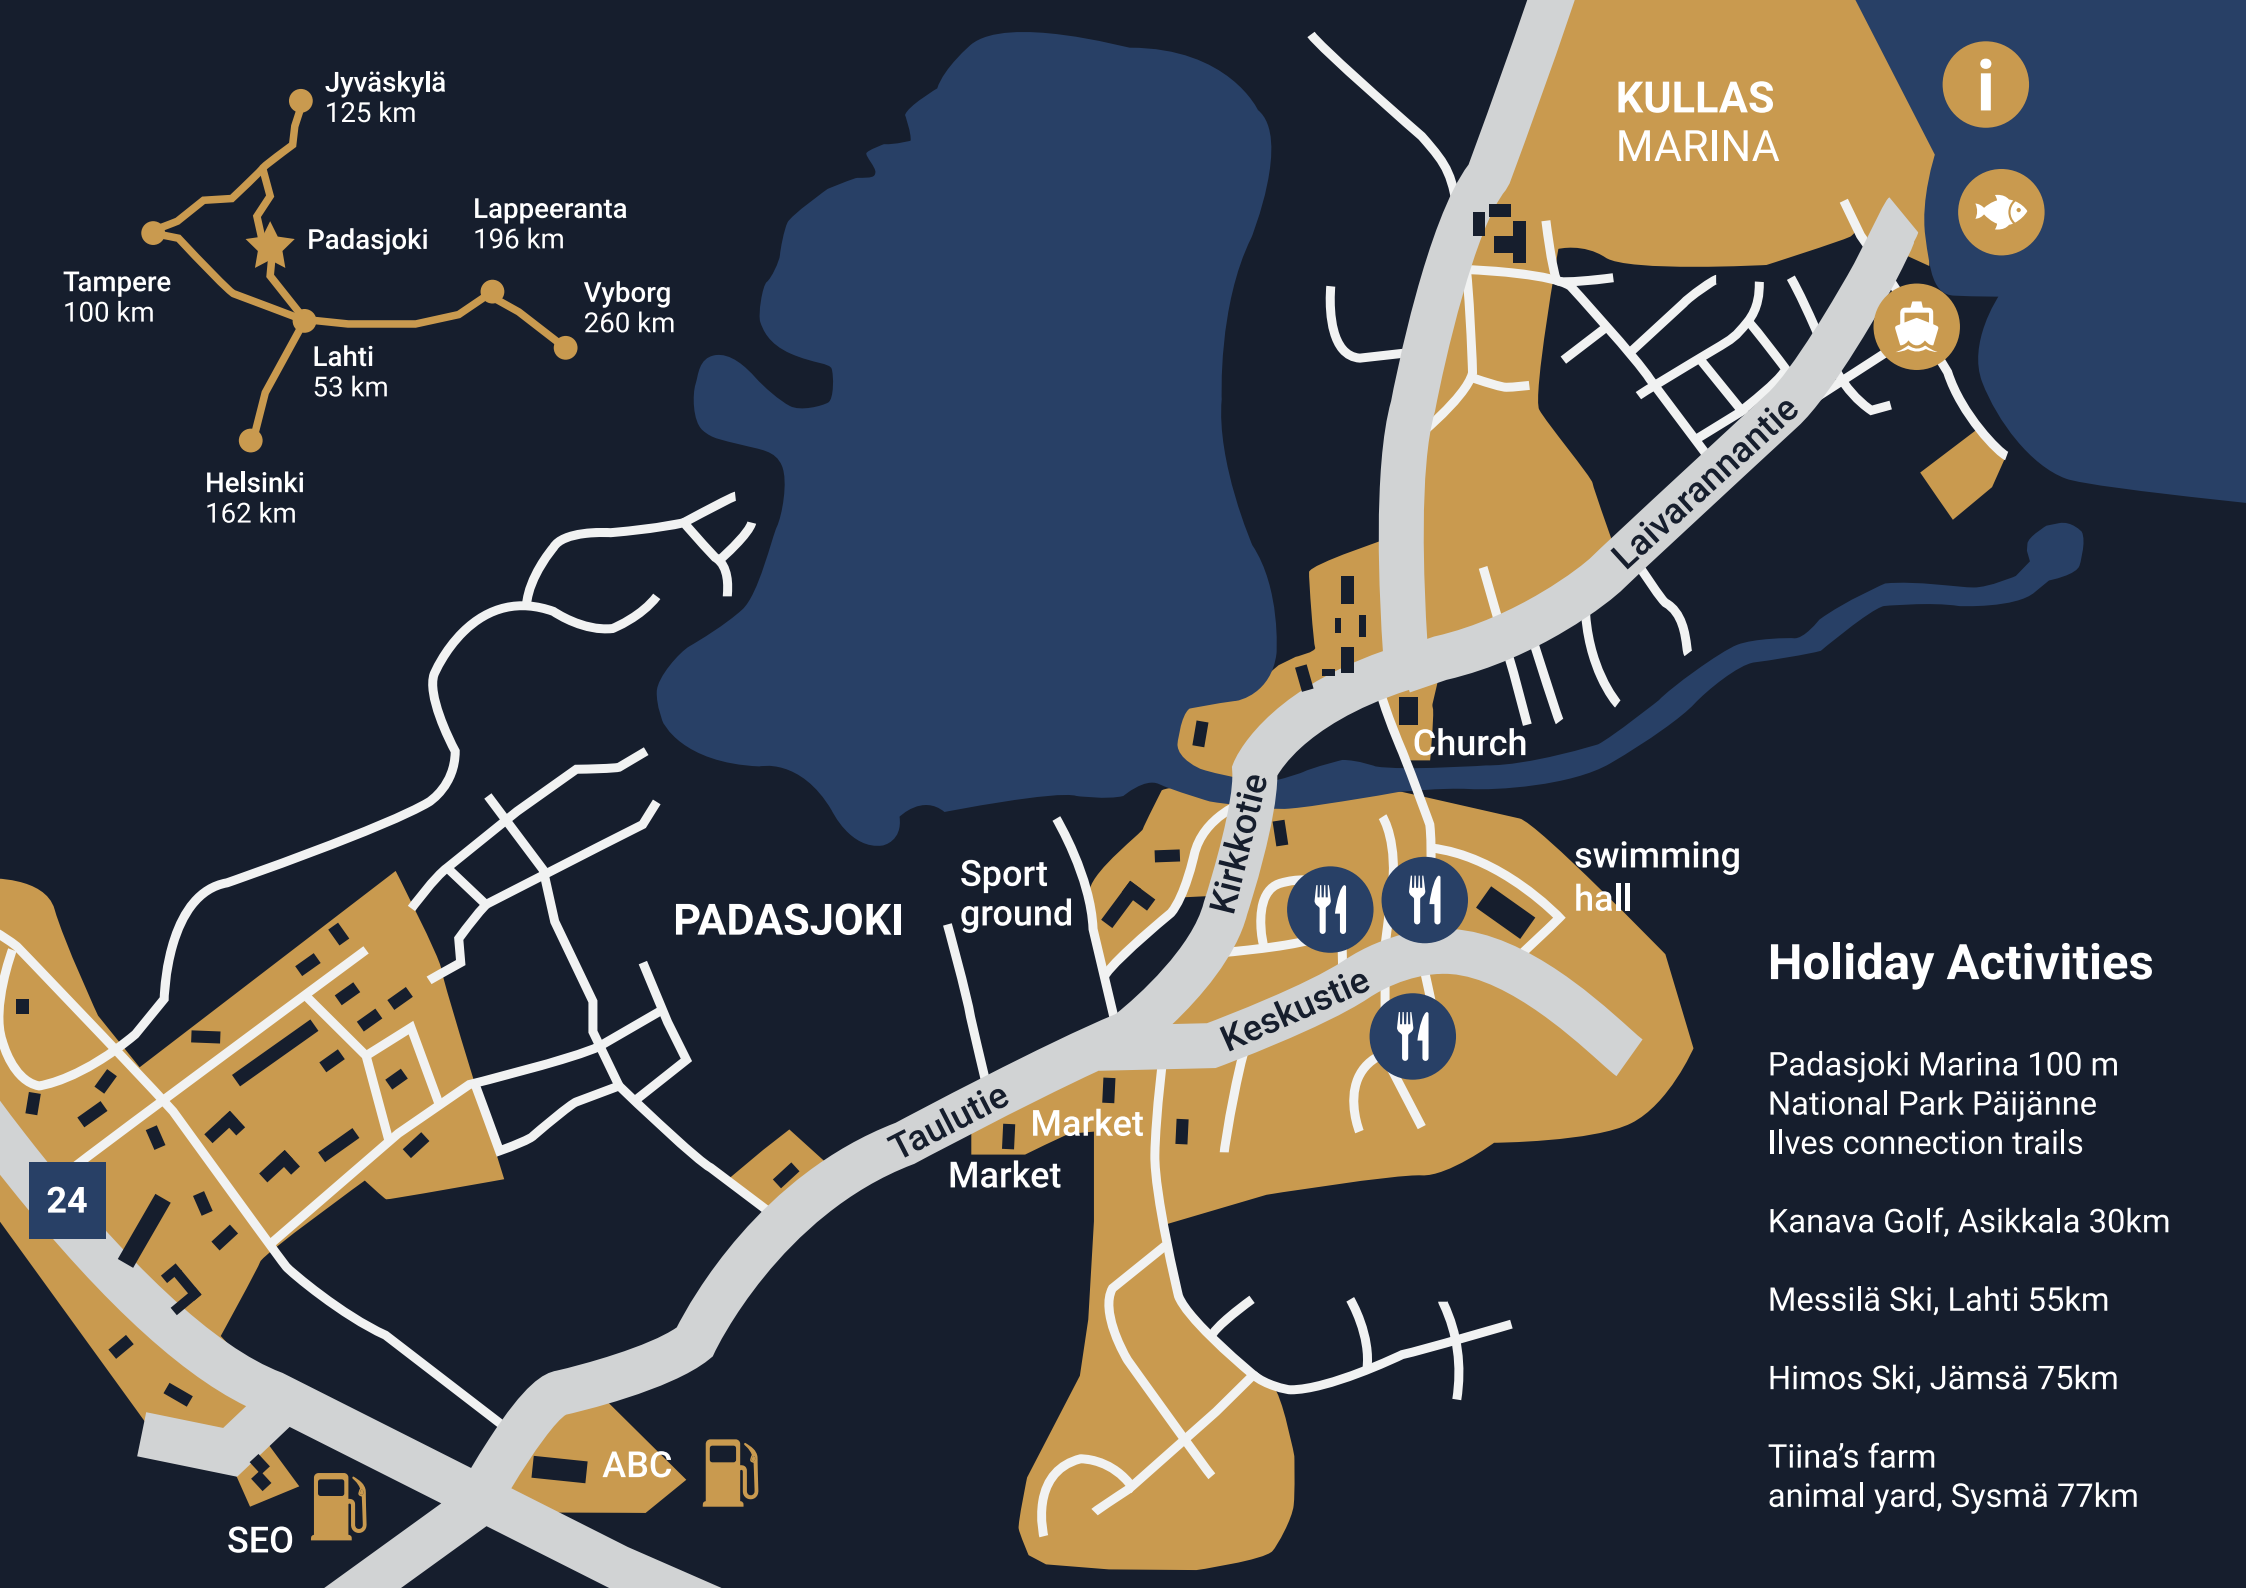 Jyväskylä
125 km
Lappeeranta
196 km
Padasjoki
Tampere
100 km
Vyborg
260 km
Lahti
53 km
Helsinki
162 km
KULLAS
MARINA
i
Laivarannantie
Church
Kirkkotie
swimming
hall
Sport
ground
PADASJOKI
Keskustie
Taulutie
Market
Market
24
ABC
SEO
Holiday Activities
Padasjoki Marina 100 m
National Park Päijänne
Ilves connection trails
Kanava Golf, Asikkala 30km
Messilä Ski, Lahti 55km
Himos Ski, Jämsä 75km
Tiina’s farm
animal yard, Sysmä 77km